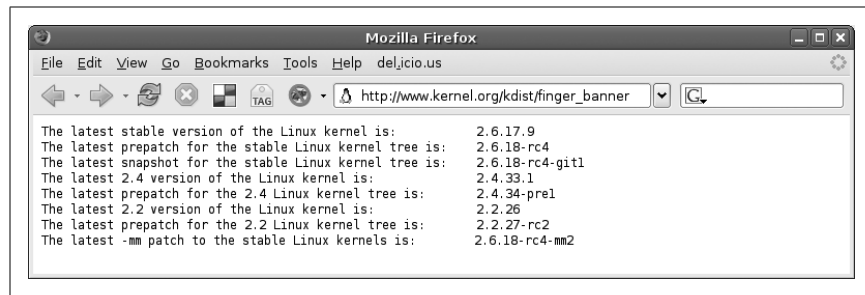 Mozilla Firefox
File Edit View Go Bookmarks Tools Help del.icio.us
TAG http://www.kernel.org/kdist/finger_banner G
The latest stable version of the Linux kernel is: 2.6.17.9
The latest prepatch for the stable Linux kernel tree is: 2.6.18-rc4
The latest snapshot for the stable Linux kernel tree is: 2.6.18-rc4-git1
The latest 2.4 version of the Linux kernel is: 2.4.33.1
The latest prepatch for the 2.4 Linux kernel tree is: 2.4.34-pre1
The latest 2.2 version of the Linux kernel is: 2.2.26
The latest prepatch for the 2.2 Linux kernel tree is: 2.2.27-rc2
The latest -mm patch to the stable Linux kernels is: 2.6.18-rc4-mm2